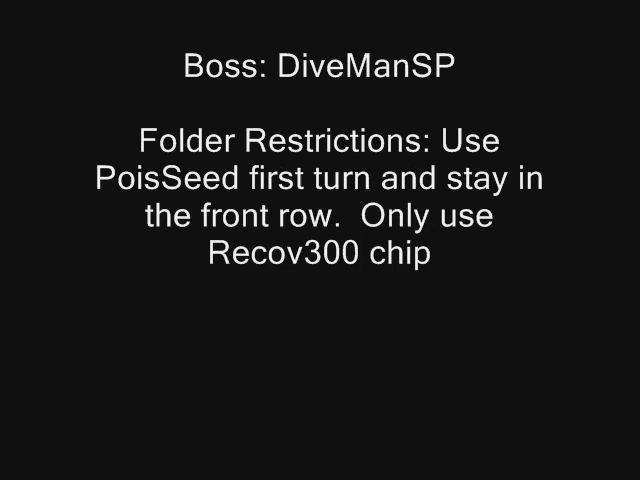 Boss: DiveManSP
Folder Restrictions: Use
PoisSeed first turn and stay in
the front row.  Only use
Recov300 chip